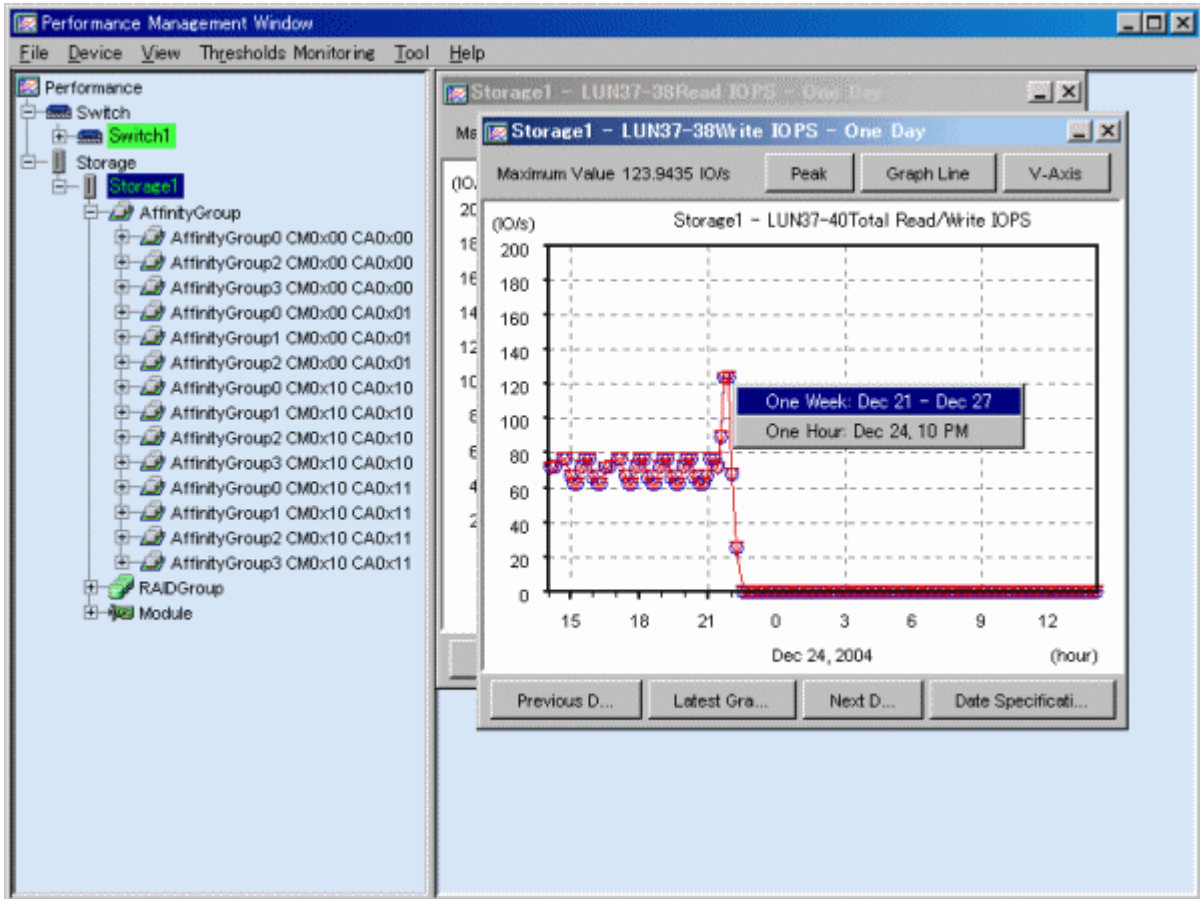 Performance Management Window
File Device View Thresholds Monitoring Tool Help
Performance
Switch
Switch1
Storage
Storage1
AffinityGroup
AffinityGroup0 CM0x00 CA0x00
AffinityGroup2 CM0x00 CA0x00
AffinityGroup3 CM0x00 CA0x00
AffinityGroup0 CM0x00 CA0x01
AffinityGroup1 CM0x00 CA0x01
AffinityGroup2 CM0x00 CA0x01
AffinityGroup0 CM0x10 CA0x10
AffinityGroup1 CM0x10 CA0x10
AffinityGroup2 CM0x10 CA0x10
AffinityGroup3 CM0x10 CA0x10
AffinityGroup0 CM0x10 CA0x11
AffinityGroup1 CM0x10 CA0x11
AffinityGroup2 CM0x10 CA0x11
AffinityGroup3 CM0x10 CA0x11
RAIDGroup
Module
Storage1 - LUN37-38Read IOPS - One Day
Storage1 - LUN37-38Write IOPS - One Day
Maximum Value 123.9435 IO/s Peak Graph Line V-Axis
Storage1 - LUN37-40Total Read/Write IOPS
(IO/s)
200
180
160
140
120
100
80
60
40
20
0
One Week: Dec 21 - Dec 27
One Hour: Dec 24, 10 PM
15 18 21 0 3 6 9 12
Dec 24, 2004 (hour)
Previous D... Latest Gra... Next D... Date Specificati...